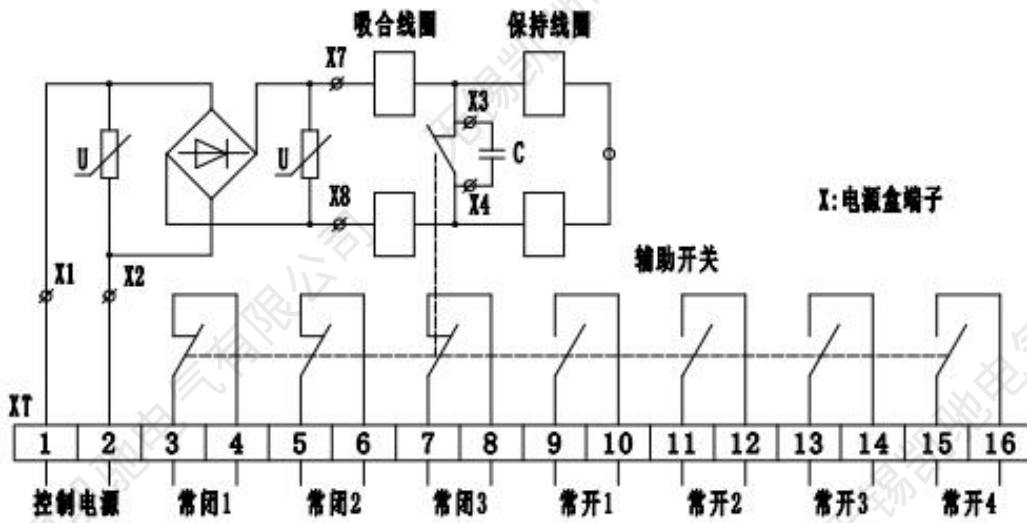 吸合线圈 保持线圈
X7
X3
U U C
X8 X4
X:电源盒端子
辅助开关
X1 X2
XT
1 2 3 4 5 6 7 8 9 10 11 12 13 14 15 16
控制电源 常闭1 常闭2 常闭3 常开1 常开2 常开3 常开4